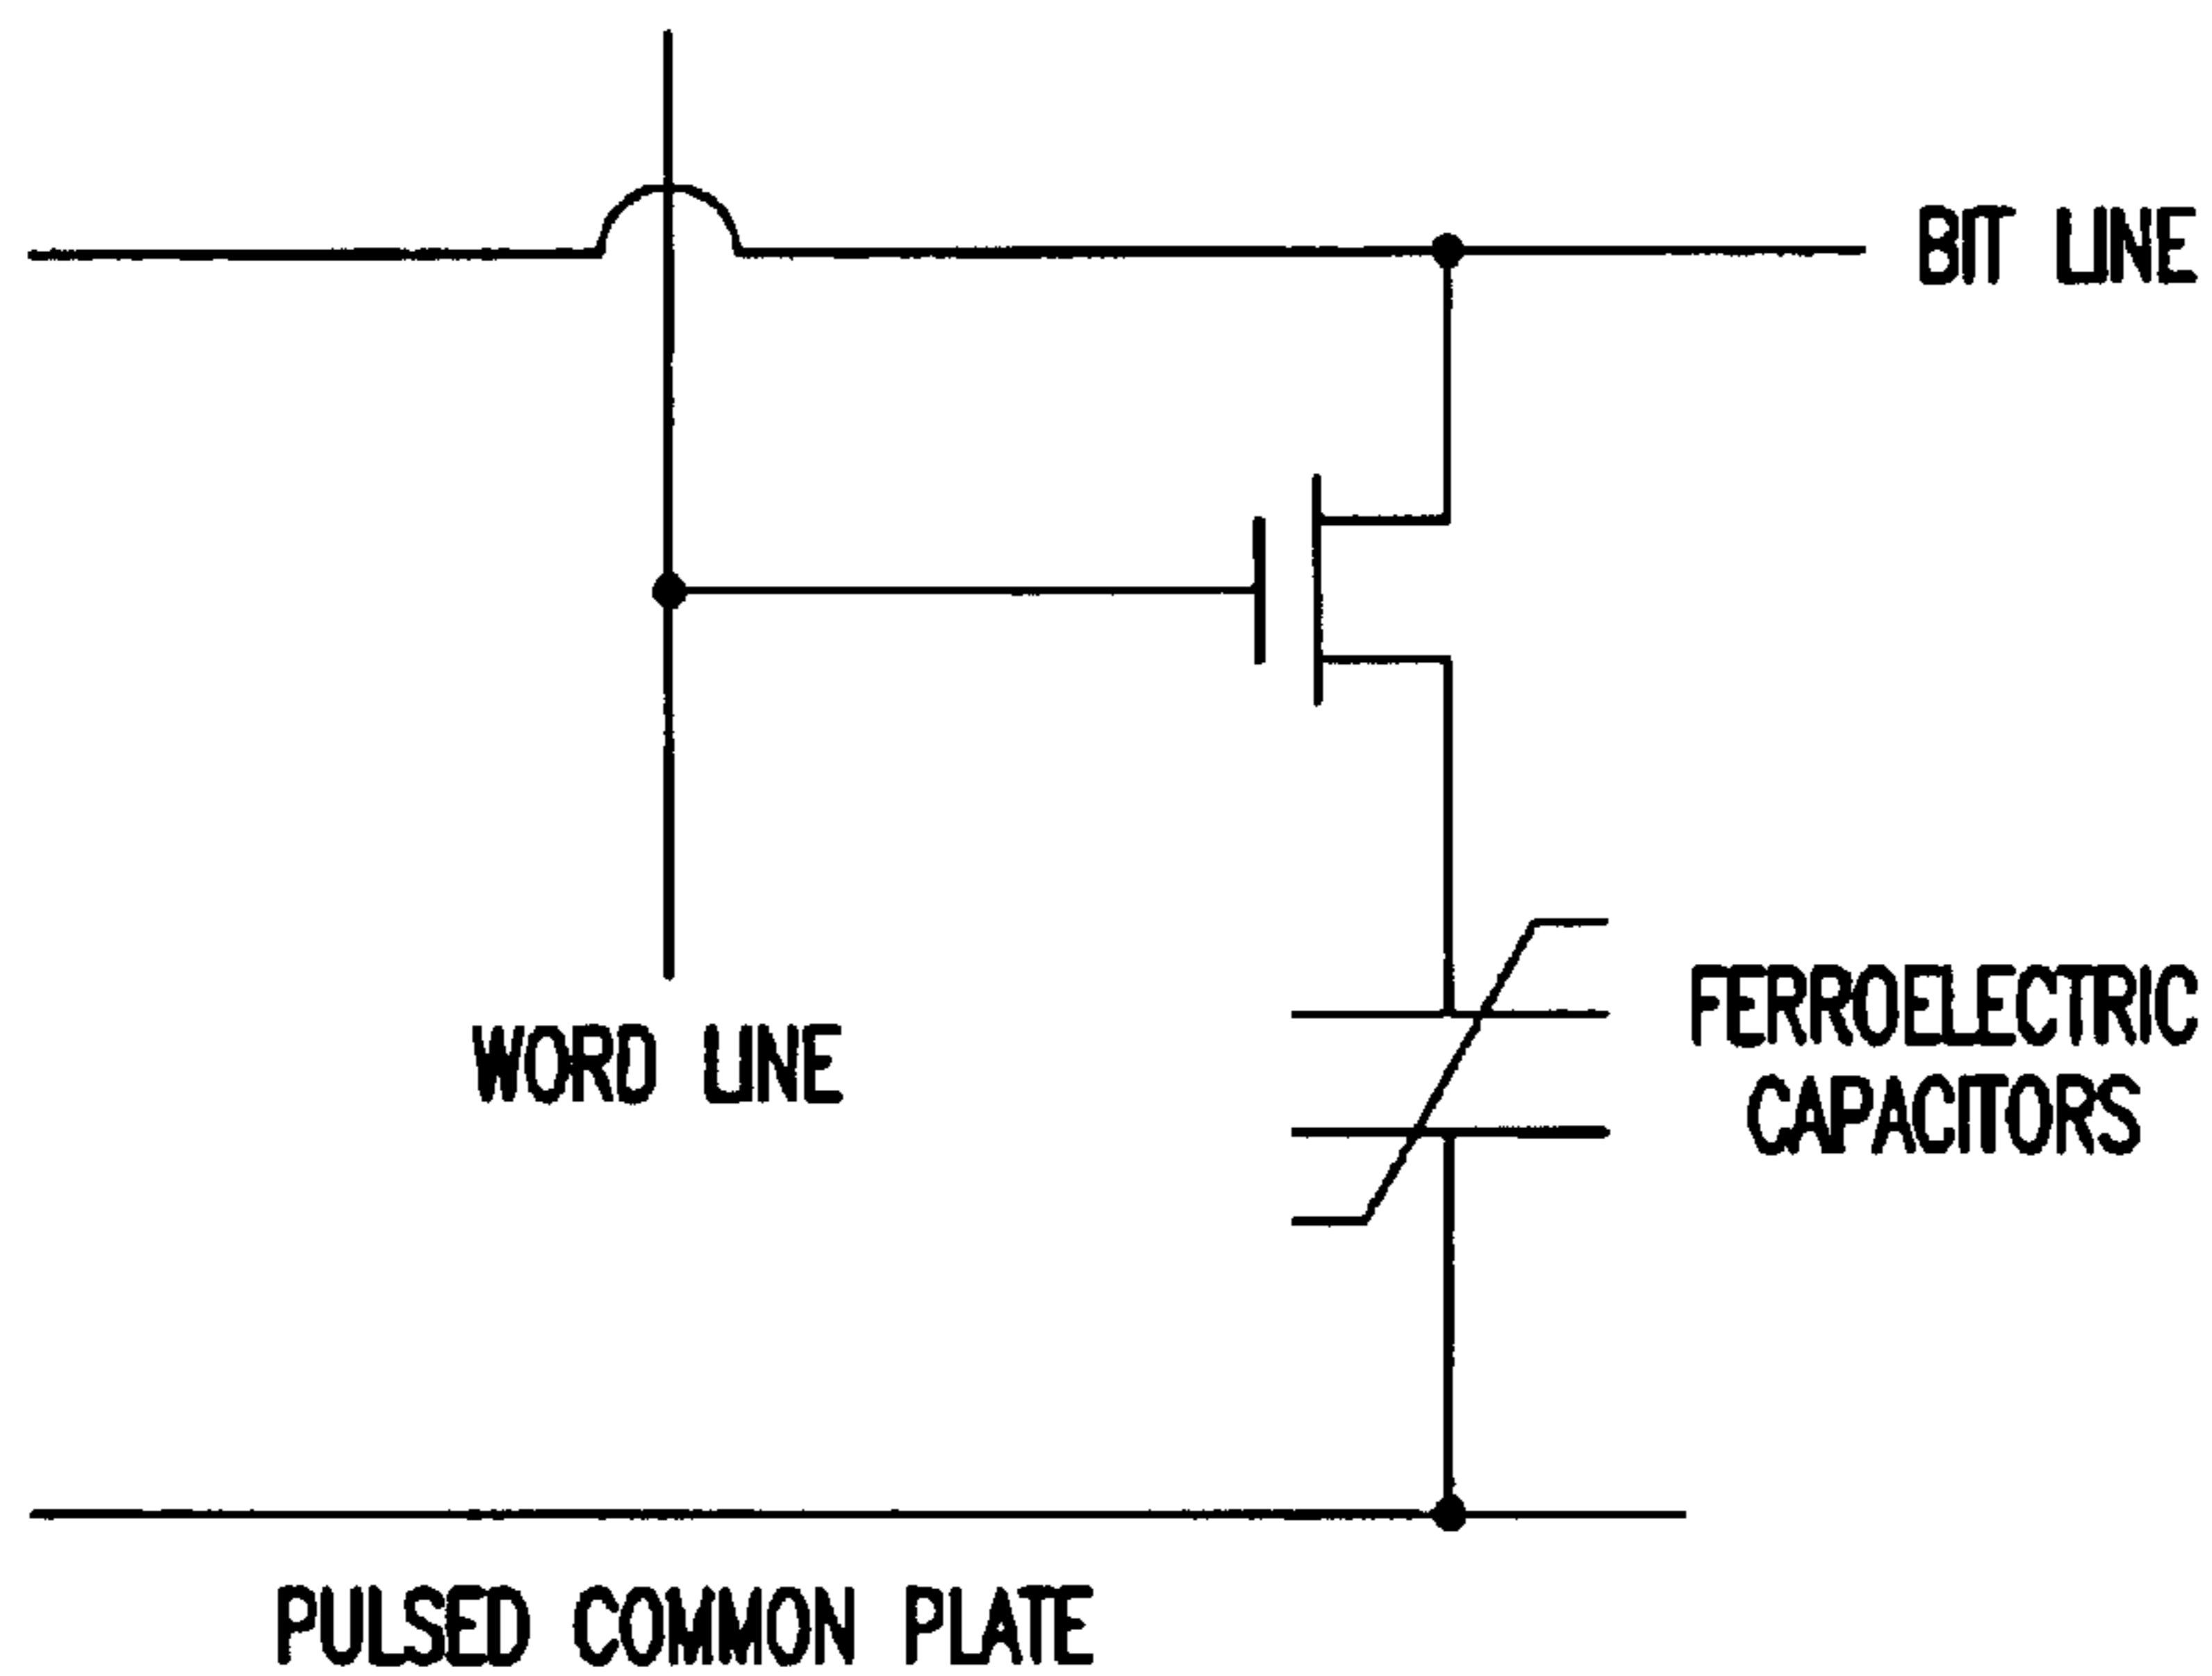 BIT LINE
WORD LINE
FERROELECTRIC
CAPACITORS
PULSED COMMON PLATE